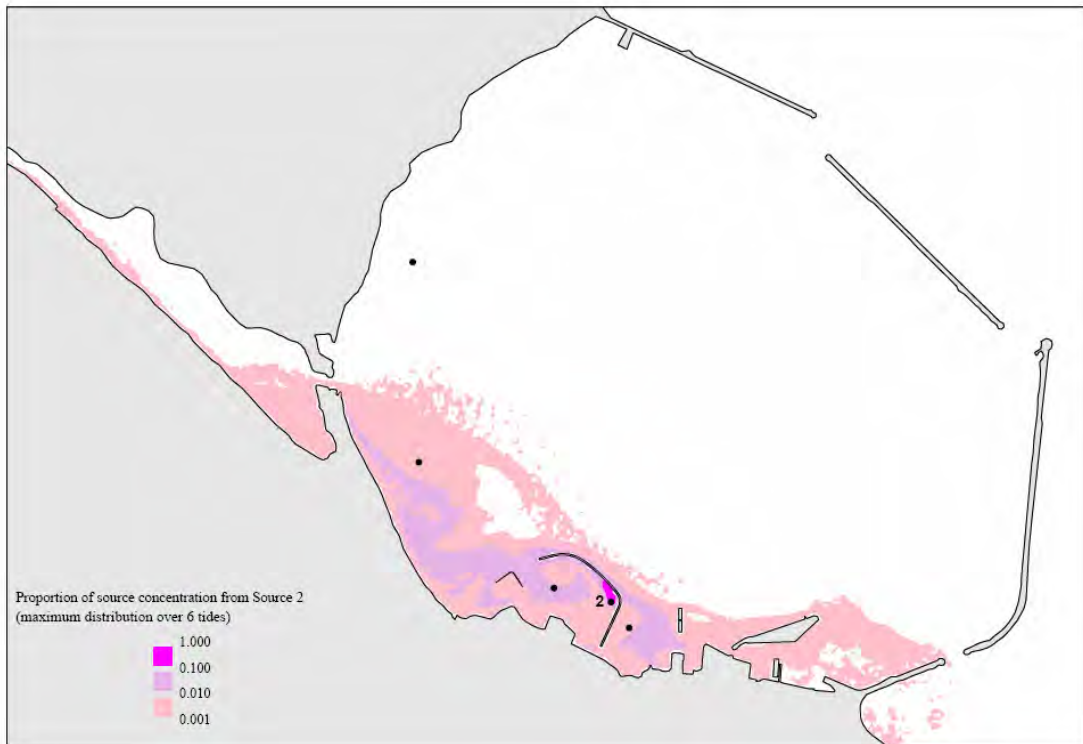 2
Proportion of source concentration from Source 2
(maximum distribution over 6 tides)
1.000
0.100
0.010
0.001